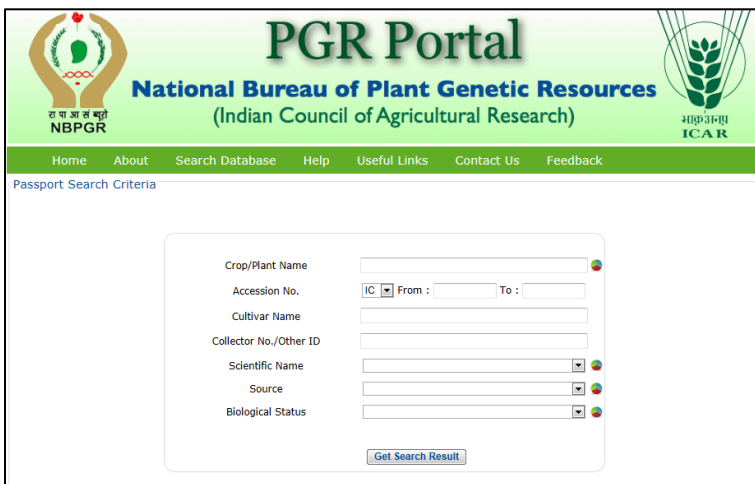 PGR Portal
National Bureau of Plant Genetic Resources
(Indian Council of Agricultural Research)
रा पा आ सं ब्यूरो
NBPGR
भाकृअनुप
ICAR
Home About Search Database Help Useful Links Contact Us Feedback
Passport Search Criteria
Crop/Plant Name
Accession No. IC From : To :
Cultivar Name
Collector No./Other ID
Scientific Name
Source
Biological Status
Get Search Result